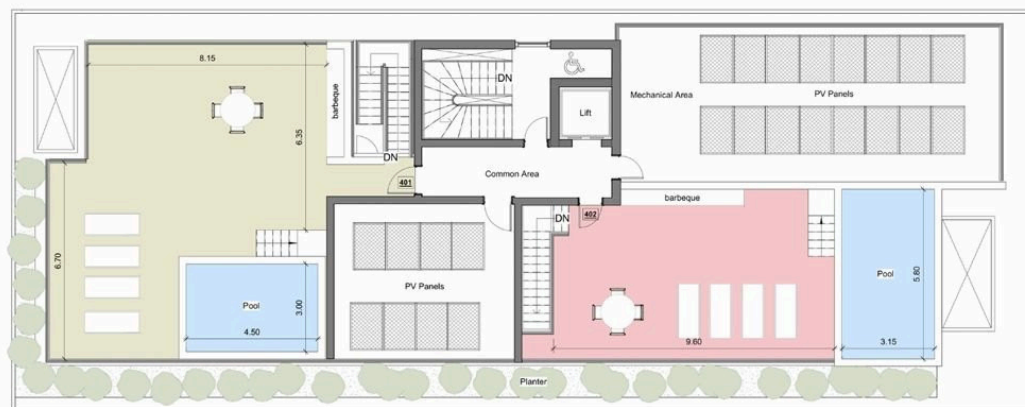 8.15
barbeque
6.35
DN
401
6.70
Pool
4.50
3.00
DN
Lift
Common Area
Mechanical Area
PV Panels
PV Panels
DN
402
barbeque
9.60
Pool
5.80
3.15
Planter